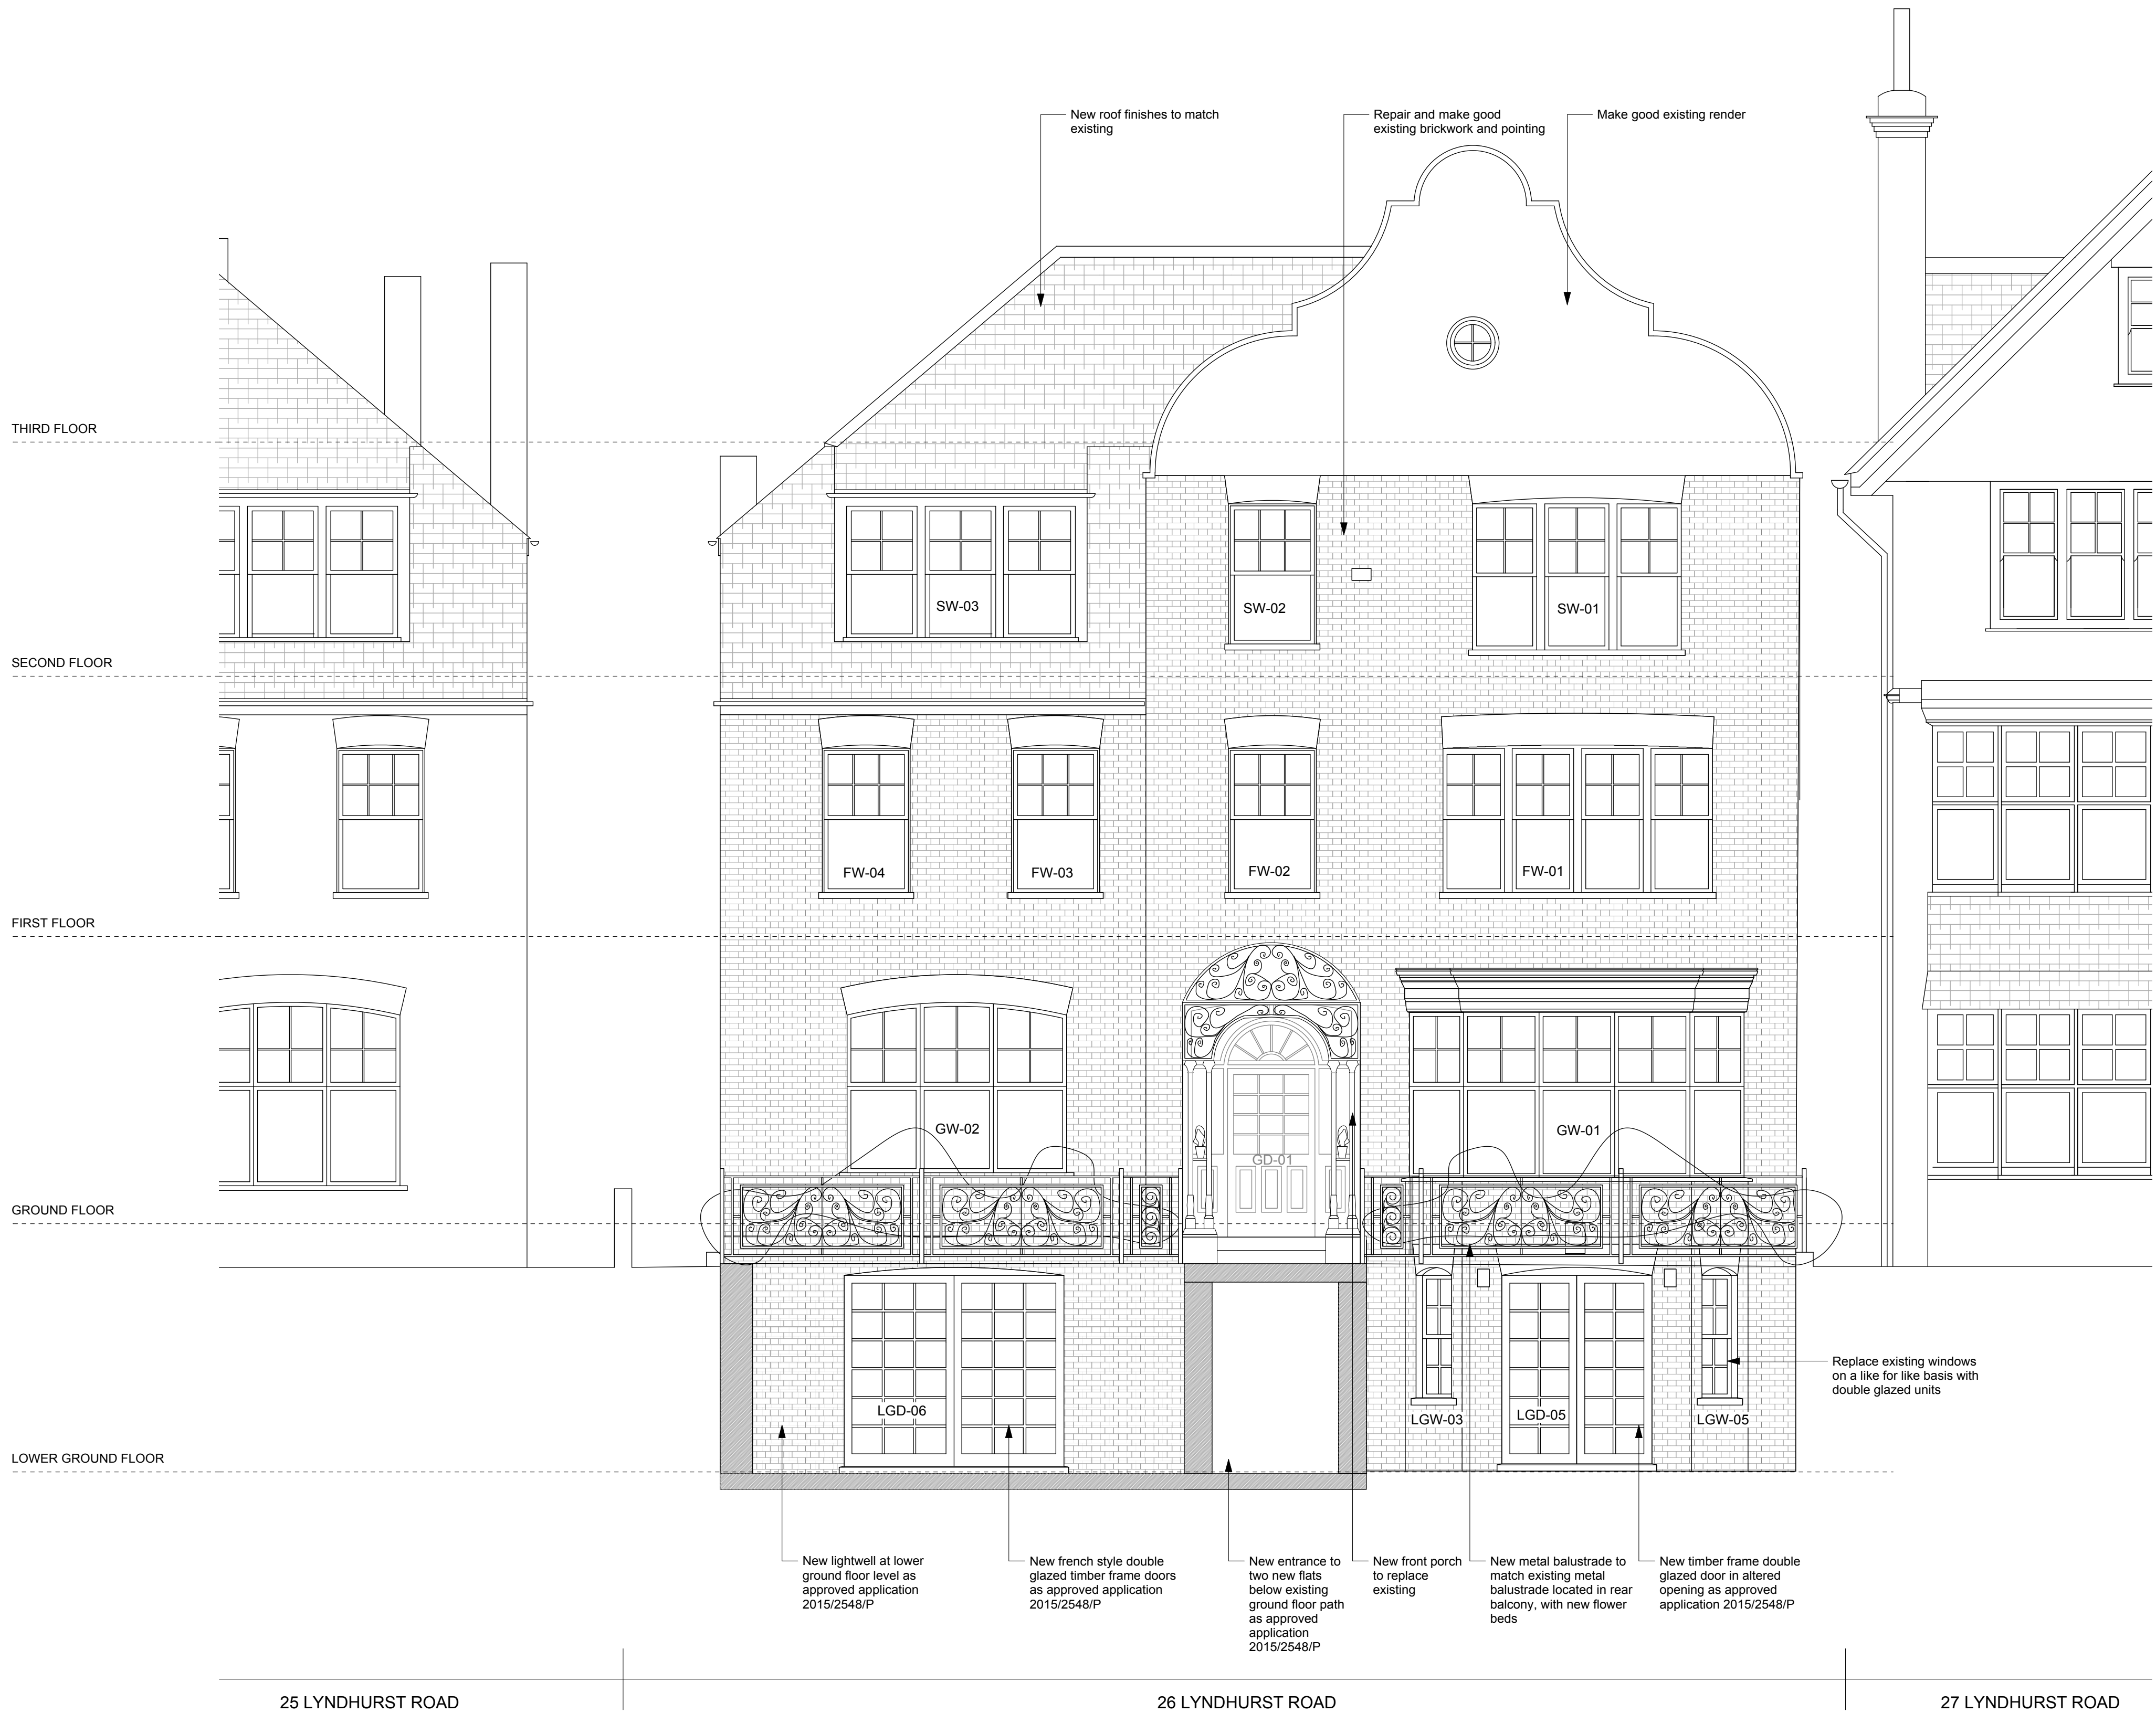 New roof finishes to match
existing
Repair and make good
existing brickwork and pointing
Make good existing render
THIRD FLOOR
SW-03
SW-02
SW-01
SECOND FLOOR
FW-04
FW-03
FW-02
FW-01
FIRST FLOOR
GW-02
GD-01
GW-01
GROUND FLOOR
Replace existing windows
on a like for like basis with
double glazed units
LGD-06
LGW-03
LGD-05
LGW-05
LOWER GROUND FLOOR
New lightwell at lower
ground floor level as
approved application
2015/2548/P
New french style double
glazed timber frame doors
as approved application
2015/2548/P
New entrance to
two new flats
below existing
ground floor path
as approved
application
2015/2548/P
New front porch
to replace
existing
New metal balustrade to
match existing metal
balustrade located in rear
balcony, with new flower
beds
New timber frame double
glazed door in altered
opening as approved
application 2015/2548/P
25 LYNDHURST ROAD
26 LYNDHURST ROAD
27 LYNDHURST ROAD